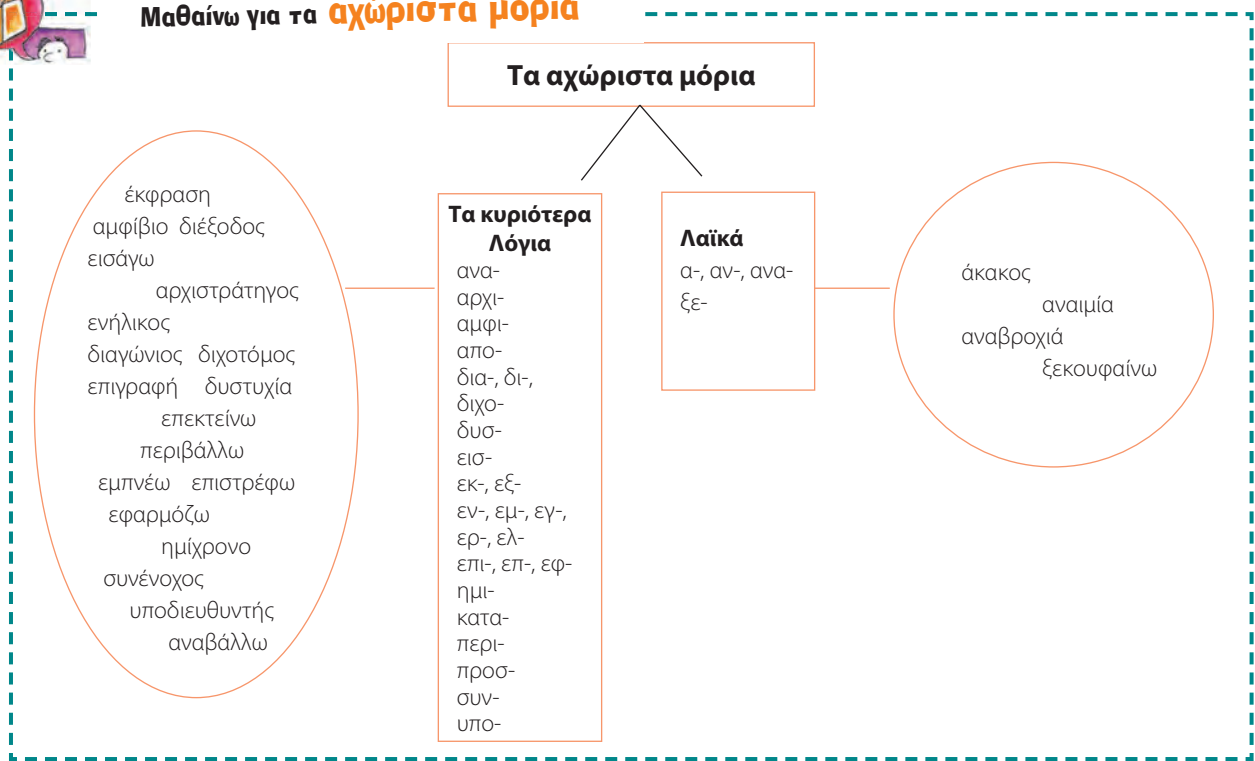 Μαθαίνω για τα αχώριστα μόρια
Τα αχώριστα μόρια
έκφραση
αμφίβιο διέξοδος
εισάγω
αρχιστράτηγος
ενήλικος
διαγώνιος διχοτόμος
επιγραφή δυστυχία
επεκτείνω
περιβάλλω
εμπνέω επιστρέφω
εφαρμόζω
ημίχρονο
συνένοχος
υποδιευθυντής
αναβάλλω
Τα κυριότερα
Λόγια
ανα-
αρχι-
αμφι-
απο-
δια-, δι-,
διχο-
δυσ-
εισ-
εκ-, εξ-
εν-, εμ-, εγ-,
ερ-, ελ-
επι-, επ-, εφ-
ημι-
κατα-
περι-
προσ-
συν-
υπο-
Λαϊκά
α-, αν-, ανα-
ξε-
άκακος
αναιμία
αναβροχιά
ξεκουφαίνω